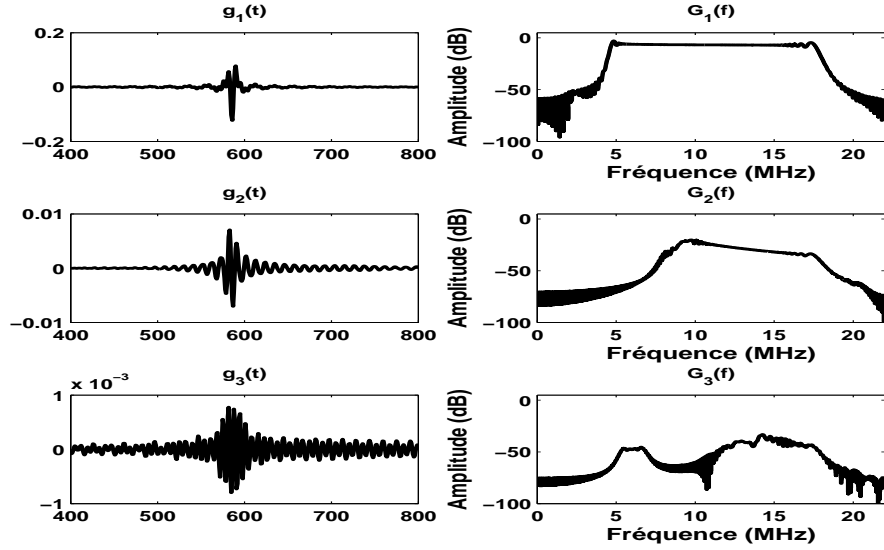 g1(t)
G1(f)
0.2
0
−0.2
400 500 600 700 800
Amplitude (dB)
0
−50
−100
0 5 10 15 20
Fréquence (MHz)
g2(t)
G2(f)
0.01
0
−0.01
400 500 600 700 800
Amplitude (dB)
0
−50
−100
0 5 10 15 20
Fréquence (MHz)
x 10−3
g3(t)
G3(f)
1
0
−1
400 500 600 700 800
Amplitude (dB)
0
−50
−100
0 5 10 15 20
Fréquence (MHz)